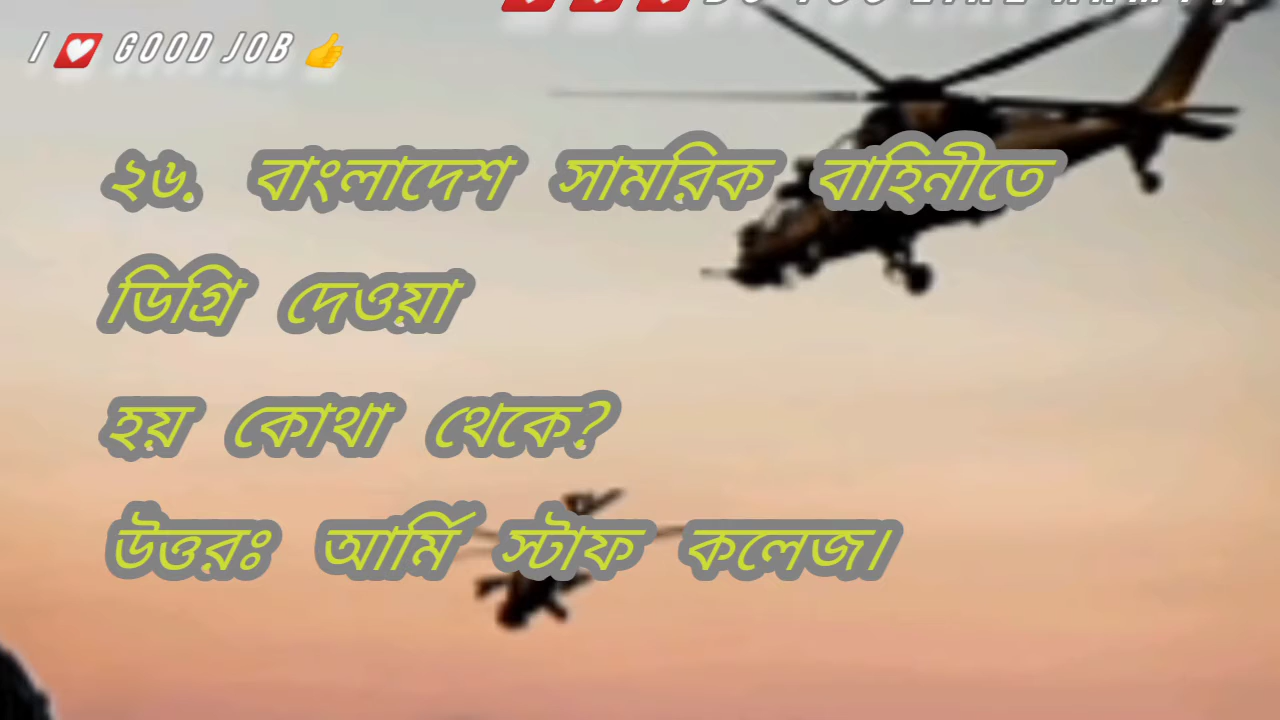 I GOOD JOB 👍
২৬. বাংলাদেশ সামরিক বাহিনীতে
ডিগ্রি দেওয়া
হয় কোথা থেকে?
উত্তরঃ আর্মি স্টাফ কলেজ।